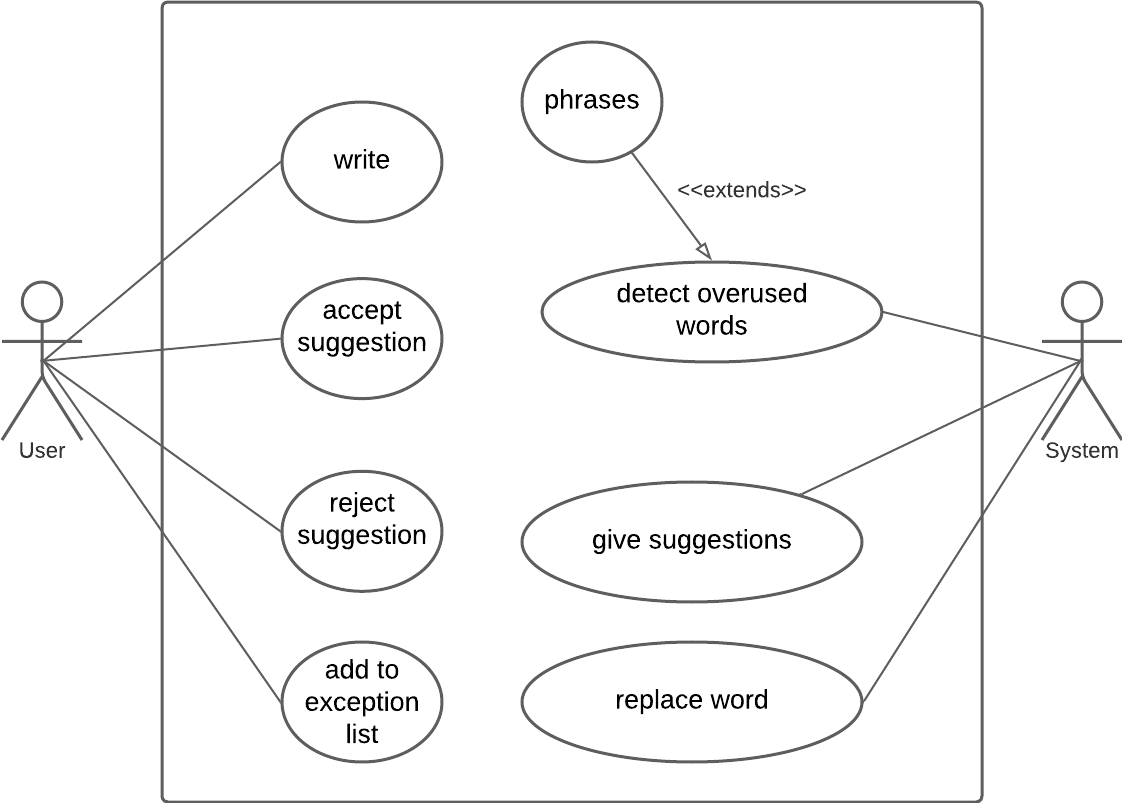 phrases
write
<<extends>>
detect overused
words
accept
suggestion
User
System
reject
suggestion
give suggestions
add to
exception
list
replace word